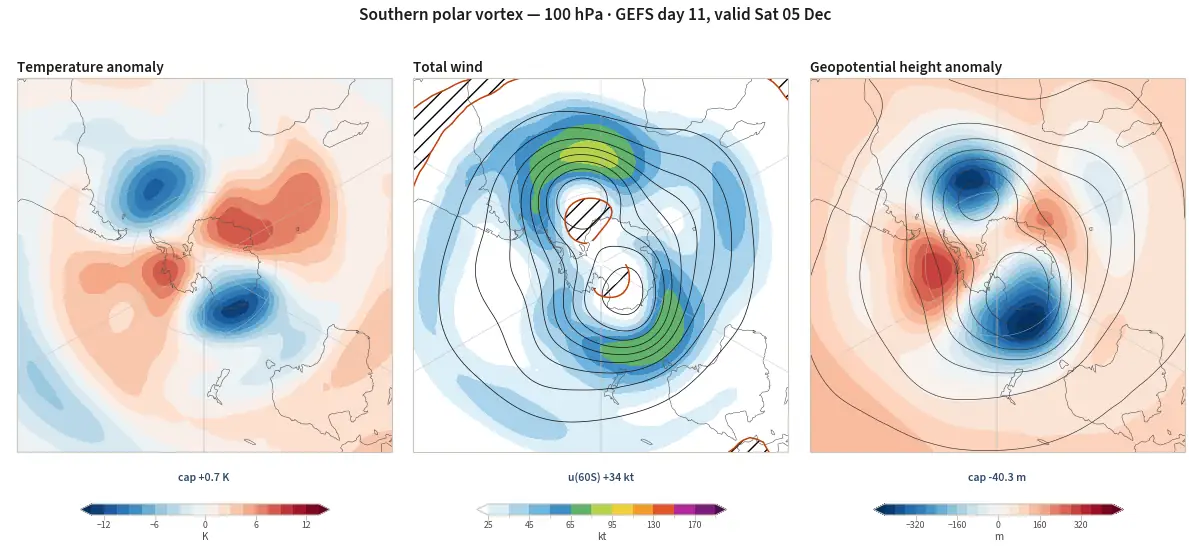 Southern polar vortex — 100 hPa · GEFS day 11, valid Sat 05 Dec
Temperature anomaly
Total wind
Geopotential height anomaly
cap +0.7 K
u(60S) +34 kt
cap -40.3 m
−12 −6 0 6 12
K
25 45 65 95 130 170
kt
−320 −160 0 160 320
m